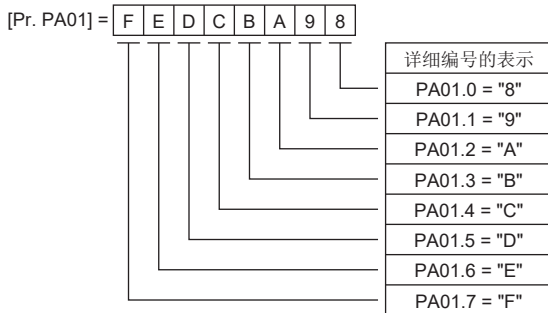 [Pr. PA01] = F E D C B A 9 8
详细编号的表示
PA01.0 = "8"
PA01.1 = "9"
PA01.2 = "A"
PA01.3 = "B"
PA01.4 = "C"
PA01.5 = "D"
PA01.6 = "E"
PA01.7 = "F"